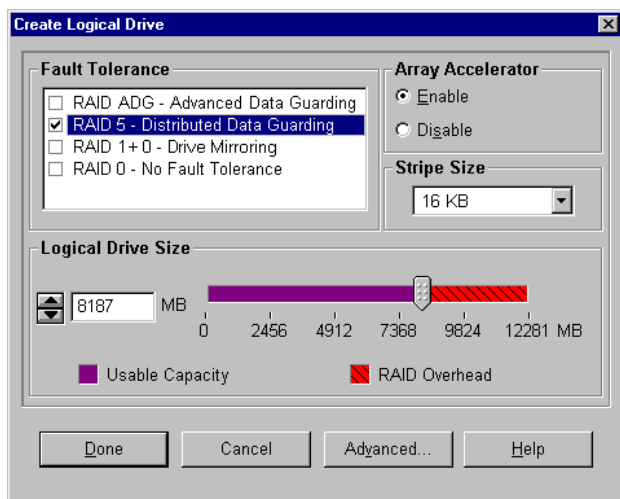 Create Logical Drive
Fault Tolerance
RAID ADG - Advanced Data Guarding
RAID 5 - Distributed Data Guarding
RAID 1+0 - Drive Mirroring
RAID 0 - No Fault Tolerance
Array Accelerator
Enable
Disable
Stripe Size
16 KB
Logical Drive Size
8187 MB
0 2456 4912 7368 9824 12281 MB
Usable Capacity RAID Overhead
Done Cancel Advanced... Help